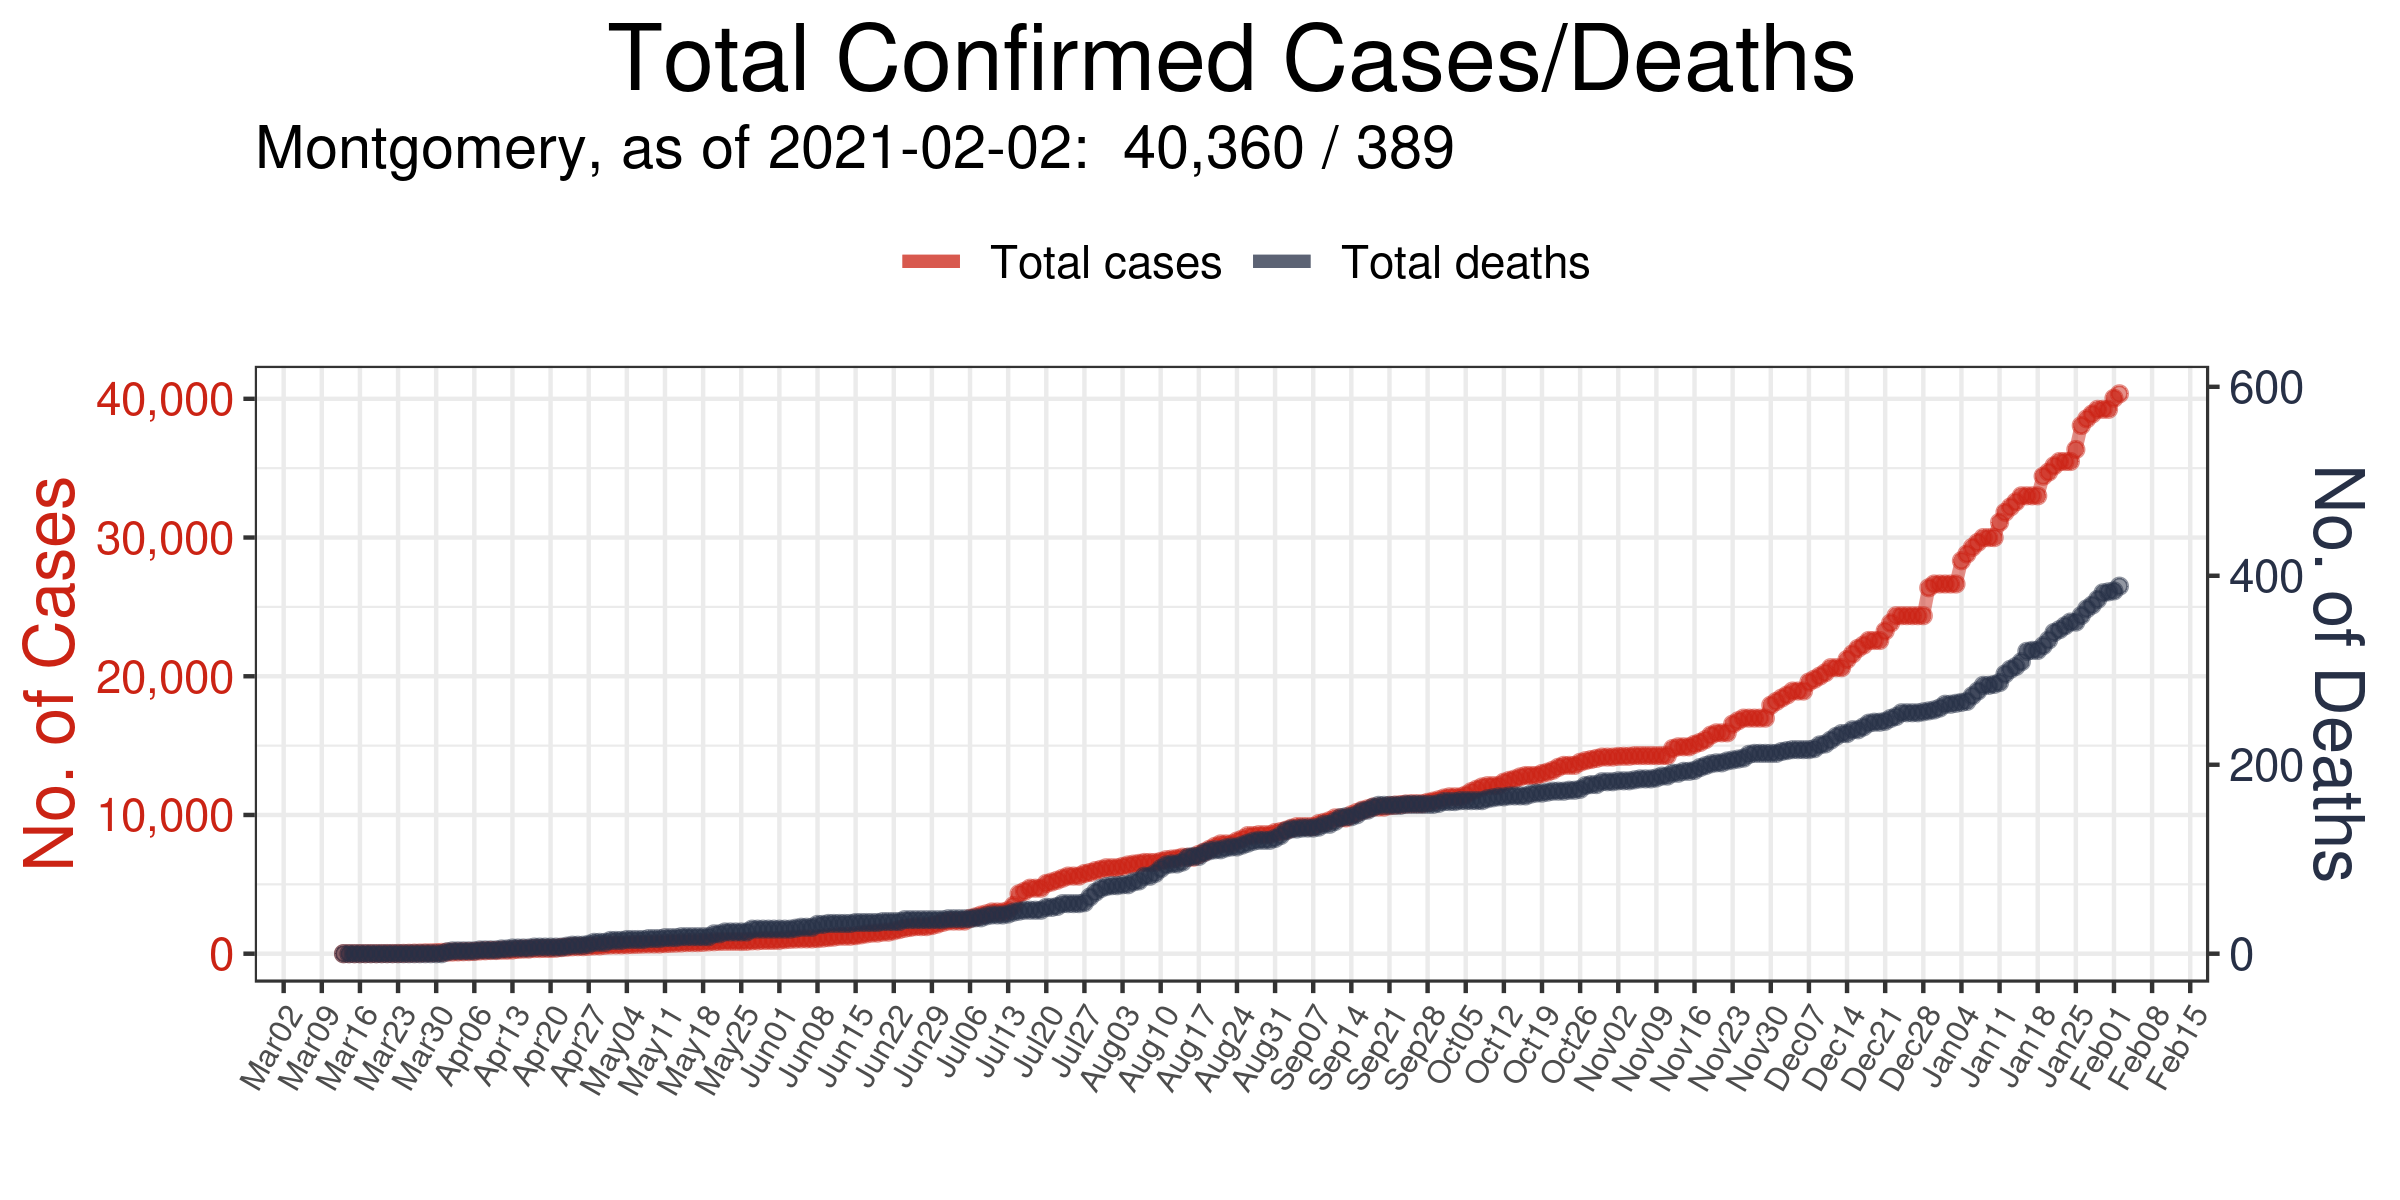 Total Confirmed Cases/Deaths
Montgomery, as of 2021-02-02:  40,360 / 389
Total cases
Total deaths
No. of Cases
40,000
30,000
20,000
10,000
0
600
400
200
0
No. of Deaths
Mar02
Mar09
Mar16
Mar23
Mar30
Apr06
Apr13
Apr20
Apr27
May04
May11
May18
May25
Jun01
Jun08
Jun15
Jun22
Jun29
Jul06
Jul13
Jul20
Jul27
Aug03
Aug10
Aug17
Aug24
Aug31
Sep07
Sep14
Sep21
Sep28
Oct05
Oct12
Oct19
Oct26
Nov02
Nov09
Nov16
Nov23
Nov30
Dec07
Dec14
Dec21
Dec28
Jan04
Jan11
Jan18
Jan25
Feb01
Feb08
Feb15